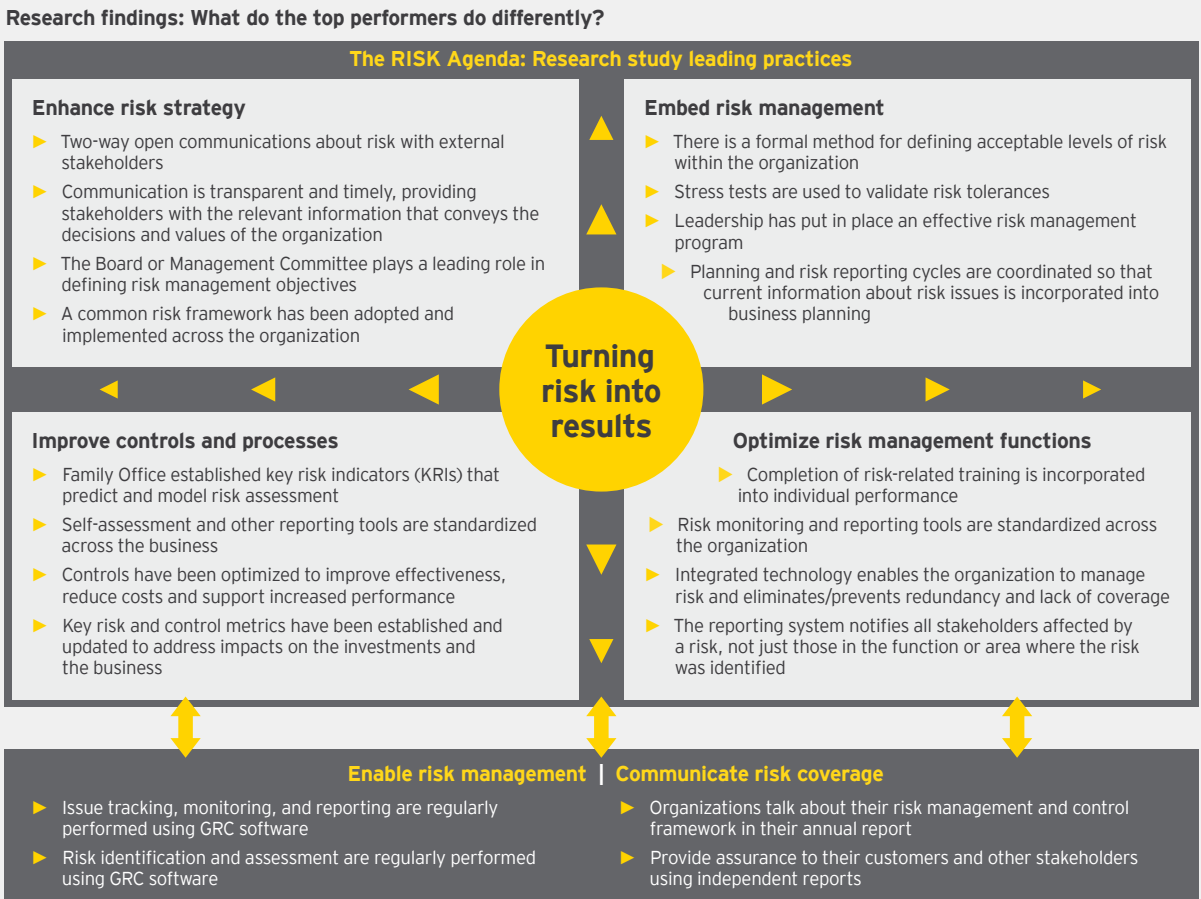 Research findings: What do the top performers do differently?
The RISK Agenda: Research study leading practices
Enhance risk strategy
Two-way open communications about risk with external
stakeholders
Communication is transparent and timely, providing
stakeholders with the relevant information that conveys the
decisions and values of the organization
The Board or Management Committee plays a leading role in
defining risk management objectives
A common risk framework has been adopted and
implemented across the organization
Embed risk management
There is a formal method for defining acceptable levels of risk
within the organization
Stress tests are used to validate risk tolerances
Leadership has put in place an effective risk management
program
Planning and risk reporting cycles are coordinated so that
current information about risk issues is incorporated into
business planning
Turning
risk into
results
Improve controls and processes
Family Office established key risk indicators (KRIs) that
predict and model risk assessment
Self-assessment and other reporting tools are standardized
across the business
Controls have been optimized to improve effectiveness,
reduce costs and support increased performance
Key risk and control metrics have been established and
updated to address impacts on the investments and
the business
Optimize risk management functions
Completion of risk-related training is incorporated
into individual performance
Risk monitoring and reporting tools are standardized across
the organization
Integrated technology enables the organization to manage
risk and eliminates/prevents redundancy and lack of coverage
The reporting system notifies all stakeholders affected by
a risk, not just those in the function or area where the risk
was identified
Enable risk management | Communicate risk coverage
Issue tracking, monitoring, and reporting are regularly
performed using GRC software
Risk identification and assessment are regularly performed
using GRC software
Organizations talk about their risk management and control
framework in their annual report
Provide assurance to their customers and other stakeholders
using independent reports